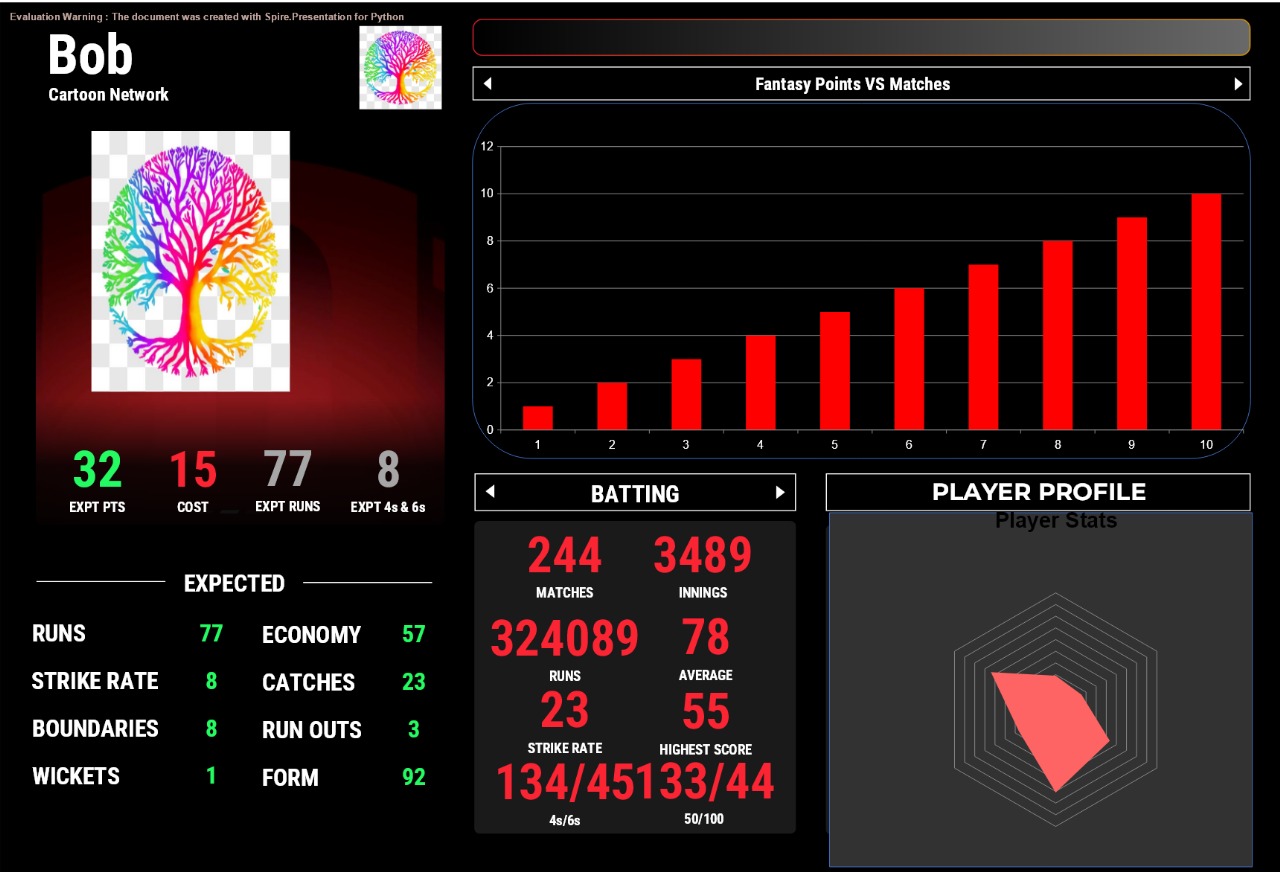 Evaluation Warning : The document was created with Spire.Presentation for Python
Bob
Cartoon Network
32 15 77 8
EXPT PTS COST EXPT RUNS EXPT 4s & 6s
EXPECTED
RUNS 77 ECONOMY 57
STRIKE RATE 8 CATCHES 23
BOUNDARIES 8 RUN OUTS 3
WICKETS 1 FORM 92
Fantasy Points VS Matches
12
10
8
6
4
2
0
1 2 3 4 5 6 7 8 9 10
BATTING
244 3489
MATCHES INNINGS
324089 78
RUNS AVERAGE
23 55
STRIKE RATE HIGHEST SCORE
134/45 133/44
4s/6s 50/100
PLAYER PROFILE
Player Stats